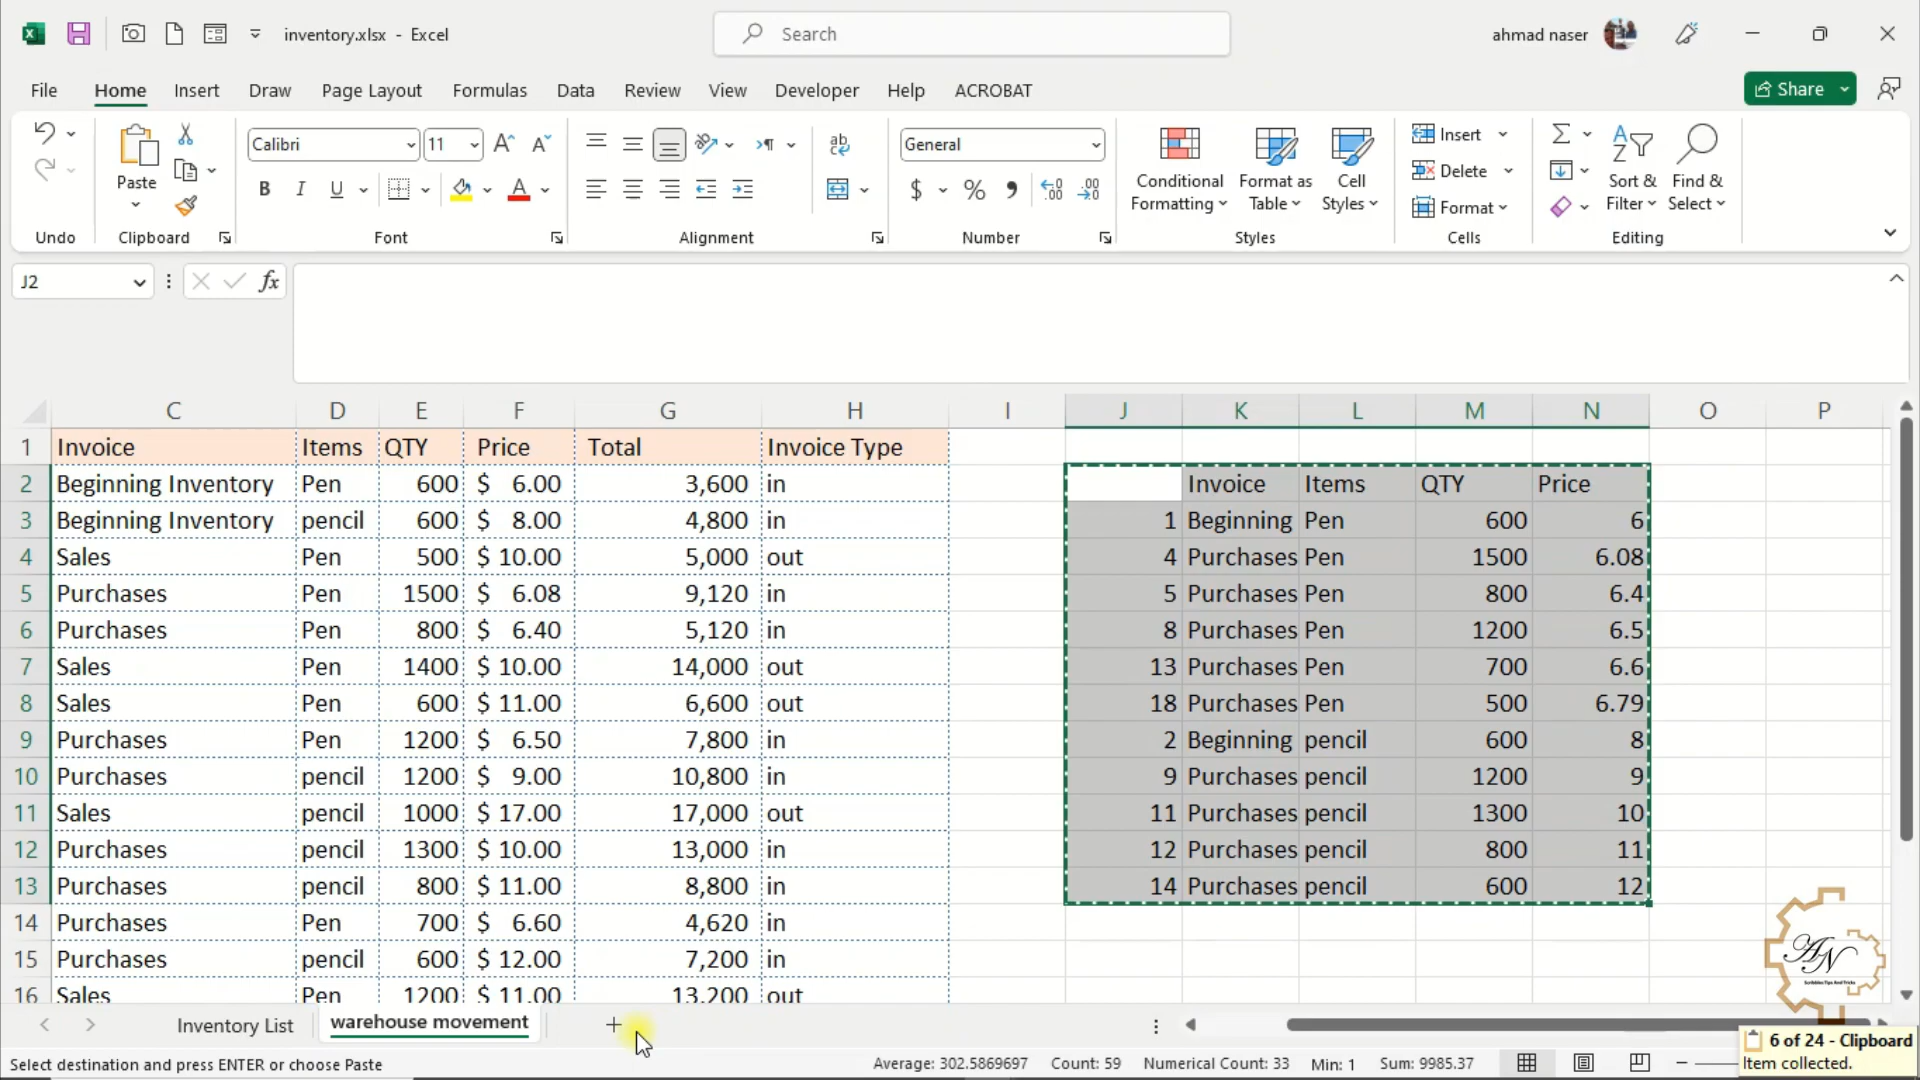 inventory.xlsx - Excel
Search
ahmad naser
File Home Insert Draw Page Layout Formulas Data Review View Developer Help ACROBAT
Share
Paste
Calibri 11
B I U
General
$ % 9
Conditional Formatting
Format as Table
Cell Styles
Insert
Delete
Format
Sort & Filter
Find & Select
Undo Clipboard Font Alignment Number Styles Cells Editing
J2
fx
C D E F G H I J K L M N O P
1 Invoice Items QTY Price Total Invoice Type
2 Beginning Inventory Pen 600 $ 6.00 3,600 in Invoice Items QTY Price
3 Beginning Inventory pencil 600 $ 8.00 4,800 in 1 Beginning Pen 600 6
4 Sales Pen 500 $ 10.00 5,000 out 4 Purchases Pen 1500 6.08
5 Purchases Pen 1500 $ 6.08 9,120 in 5 Purchases Pen 800 6.4
6 Purchases Pen 800 $ 6.40 5,120 in 8 Purchases Pen 1200 6.5
7 Sales Pen 1400 $ 10.00 14,000 out 13 Purchases Pen 700 6.6
8 Sales Pen 600 $ 11.00 6,600 out 18 Purchases Pen 500 6.79
9 Purchases Pen 1200 $ 6.50 7,800 in 2 Beginning pencil 600 8
10 Purchases pencil 1200 $ 9.00 10,800 in 9 Purchases pencil 1200 9
11 Sales pencil 1000 $ 17.00 17,000 out 11 Purchases pencil 1300 10
12 Purchases pencil 1300 $ 10.00 13,000 in 12 Purchases pencil 800 11
13 Purchases pencil 800 $ 11.00 8,800 in 14 Purchases pencil 600 12
14 Purchases Pen 700 $ 6.60 4,620 in
15 Purchases pencil 600 $ 12.00 7,200 in
16 Sales Pen 1200 $ 11.00 13,200 out
AN
Inventory List warehouse movement
6 of 24 - Clipboard
Item collected.
Select destination and press ENTER or choose Paste Average: 302.5869697 Count: 59 Numerical Count: 33 Min: 1 Sum: 9985.37